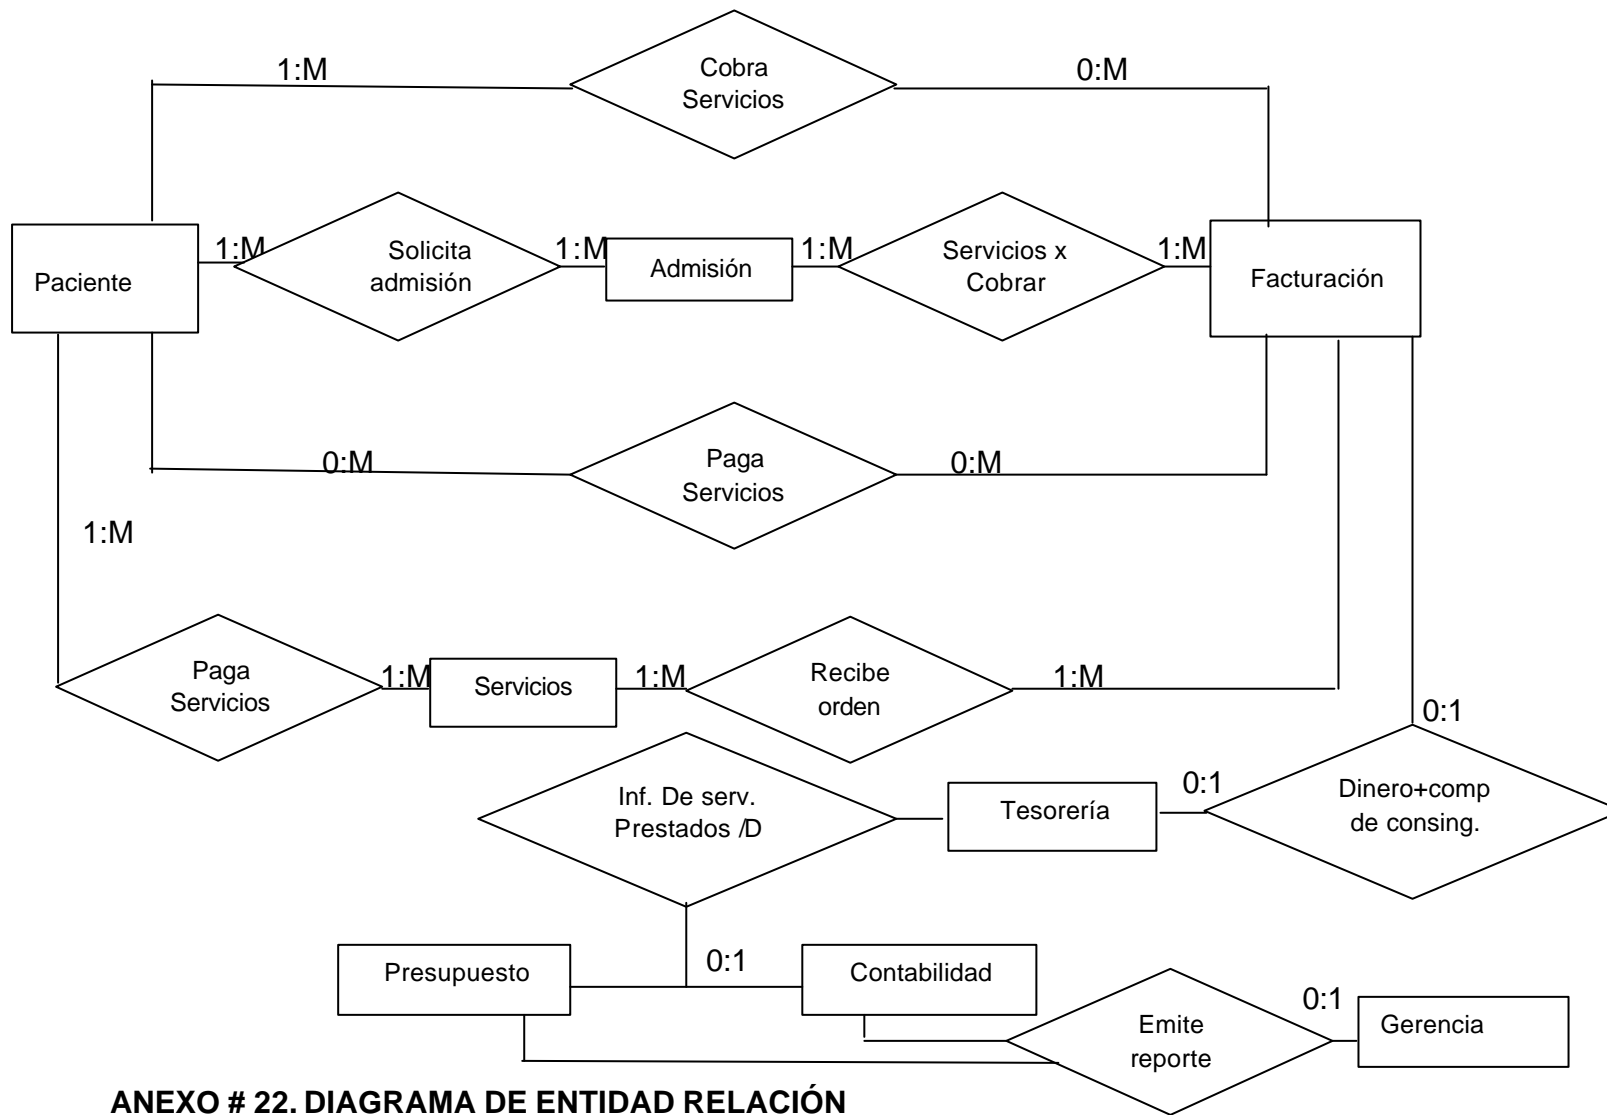 1:M
Cobra
Servicios
0:M
Paciente
1:M
Solicita
admisión
1:M
Admisión
1:M
Servicios x
Cobrar
1:M
Facturación
0:M
Paga
Servicios
0:M
1:M
Paga
Servicios
1:M
Servicios
1:M
Recibe
orden
1:M
0:1
Inf. De serv.
Prestados /D
Tesorería
0:1
Dinero+comp
de consing.
Presupuesto
0:1
Contabilidad
Emite
reporte
0:1
Gerencia
ANEXO # 22. DIAGRAMA DE ENTIDAD RELACIÓN